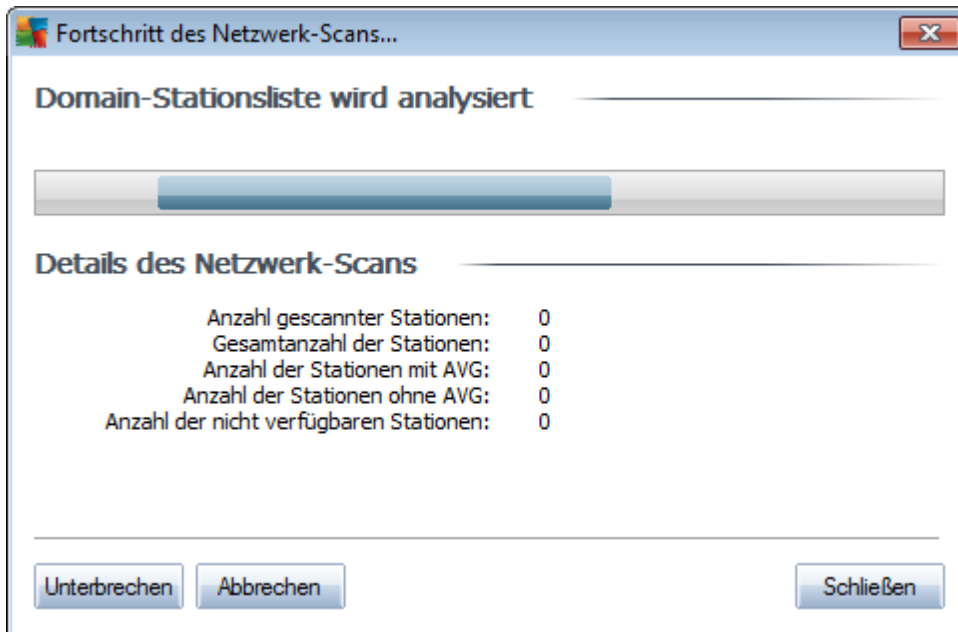 Fortschritt des Netzwerk-Scans...
Domain-Stationsliste wird analysiert
Details des Netzwerk-Scans
Anzahl gescannter Stationen: 0
Gesamtanzahl der Stationen: 0
Anzahl der Stationen mit AVG: 0
Anzahl der Stationen ohne AVG: 0
Anzahl der nicht verfügbaren Stationen: 0
Unterbrechen Abbrechen Schließen